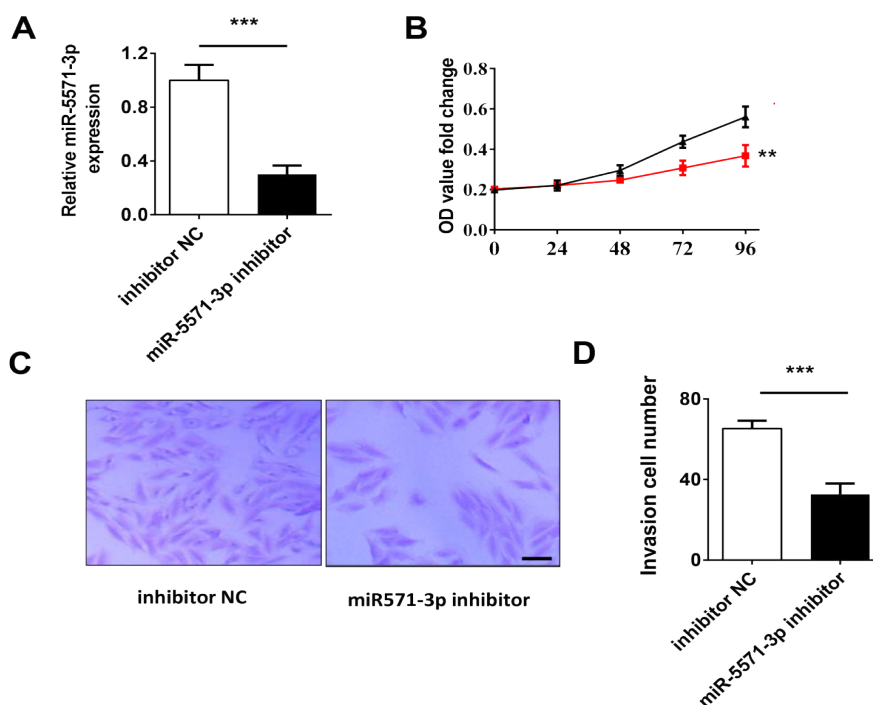 A
***
Relative miR-5571-3p
expression
1.2
0.8
0.4
0.0
inhibitor NC
miR-5571-3p inhibitor
B
OD value fold change
0.8
0.6
0.4
0.2
0.0
**
0 24 48 72 96
C
inhibitor NC
miR571-3p inhibitor
D
***
Invasion cell number
80
40
0
inhibitor NC
miR-5571-3p inhibitor